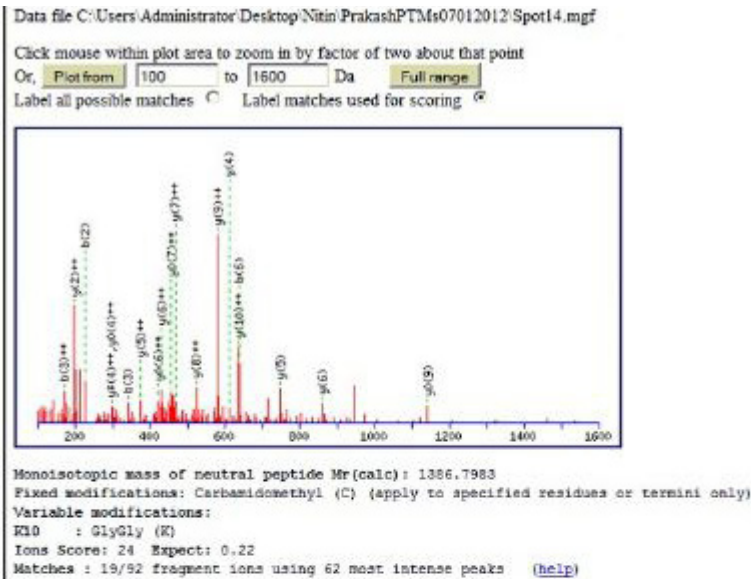 Data file C:\Users\Administrator\Desktop\Nitin\PrakashPTMs07012012\Spot14.mgf
Click mouse within plot area to zoom in by factor of two about that point
Or, Plot from 100 to 1600 Da Full range
Label all possible matches Label matches used for scoring
b(3)++ y(2)++ b(2) y*(4)++,y0(4)++ b(3) y(5)++ y0(6)++ y(6)++ y0(7)++ y(7)++ y(8)++ y(9)++ y(4) y(10)++ b(6) y(5) y(6) y0(9)
200 400 600 800 1000 1200 1400 1600
Monoisotopic mass of neutral peptide Mr(calc): 1386.7983
Fixed modifications: Carbamidomethyl (C) (apply to specified residues or termini only)
Variable modifications:
K10 : GlyGly (K)
Ions Score: 24 Expect: 0.22
Matches : 19/92 fragment ions using 62 most intense peaks (help)